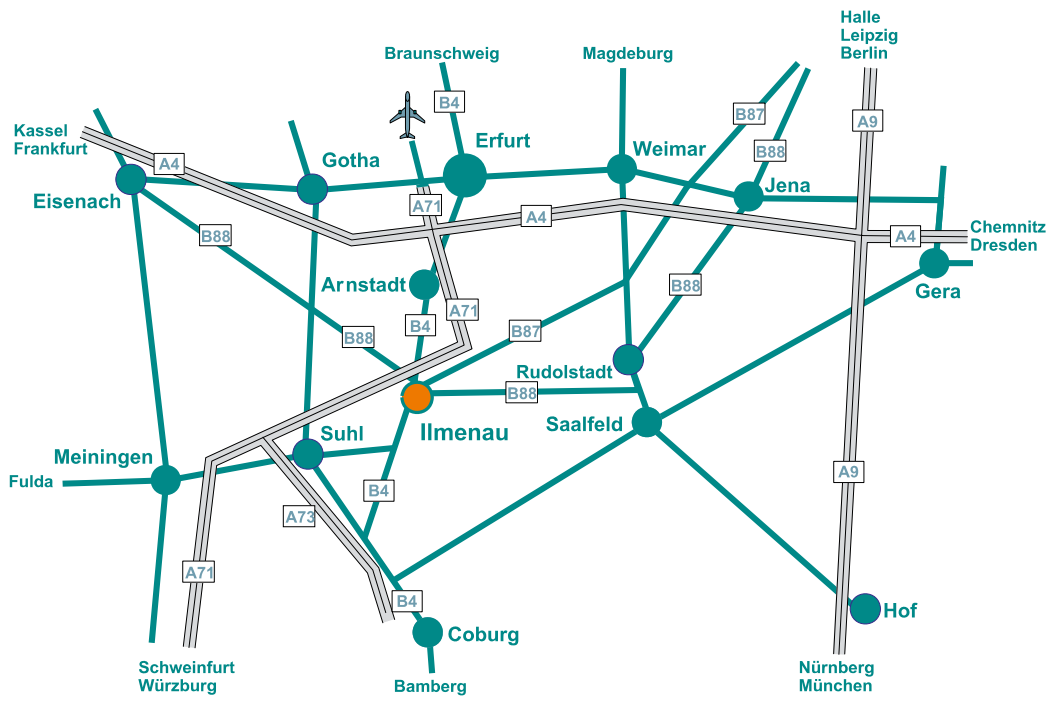 Halle
Leipzig
Berlin
Braunschweig
Magdeburg
B4
B87
A9
Kassel
Frankfurt
Erfurt
Weimar
B88
A4
Gotha
Jena
Eisenach
A71
A4
Chemnitz
Dresden
B88
A4
Arnstadt
B88
Gera
A71
B4
B87
B88
Rudolstadt
B88
Ilmenau
Saalfeld
Suhl
Meiningen
Fulda
B4
A9
A73
A71
B4
Hof
Coburg
Schweinfurt
Würzburg
Bamberg
Nürnberg
München